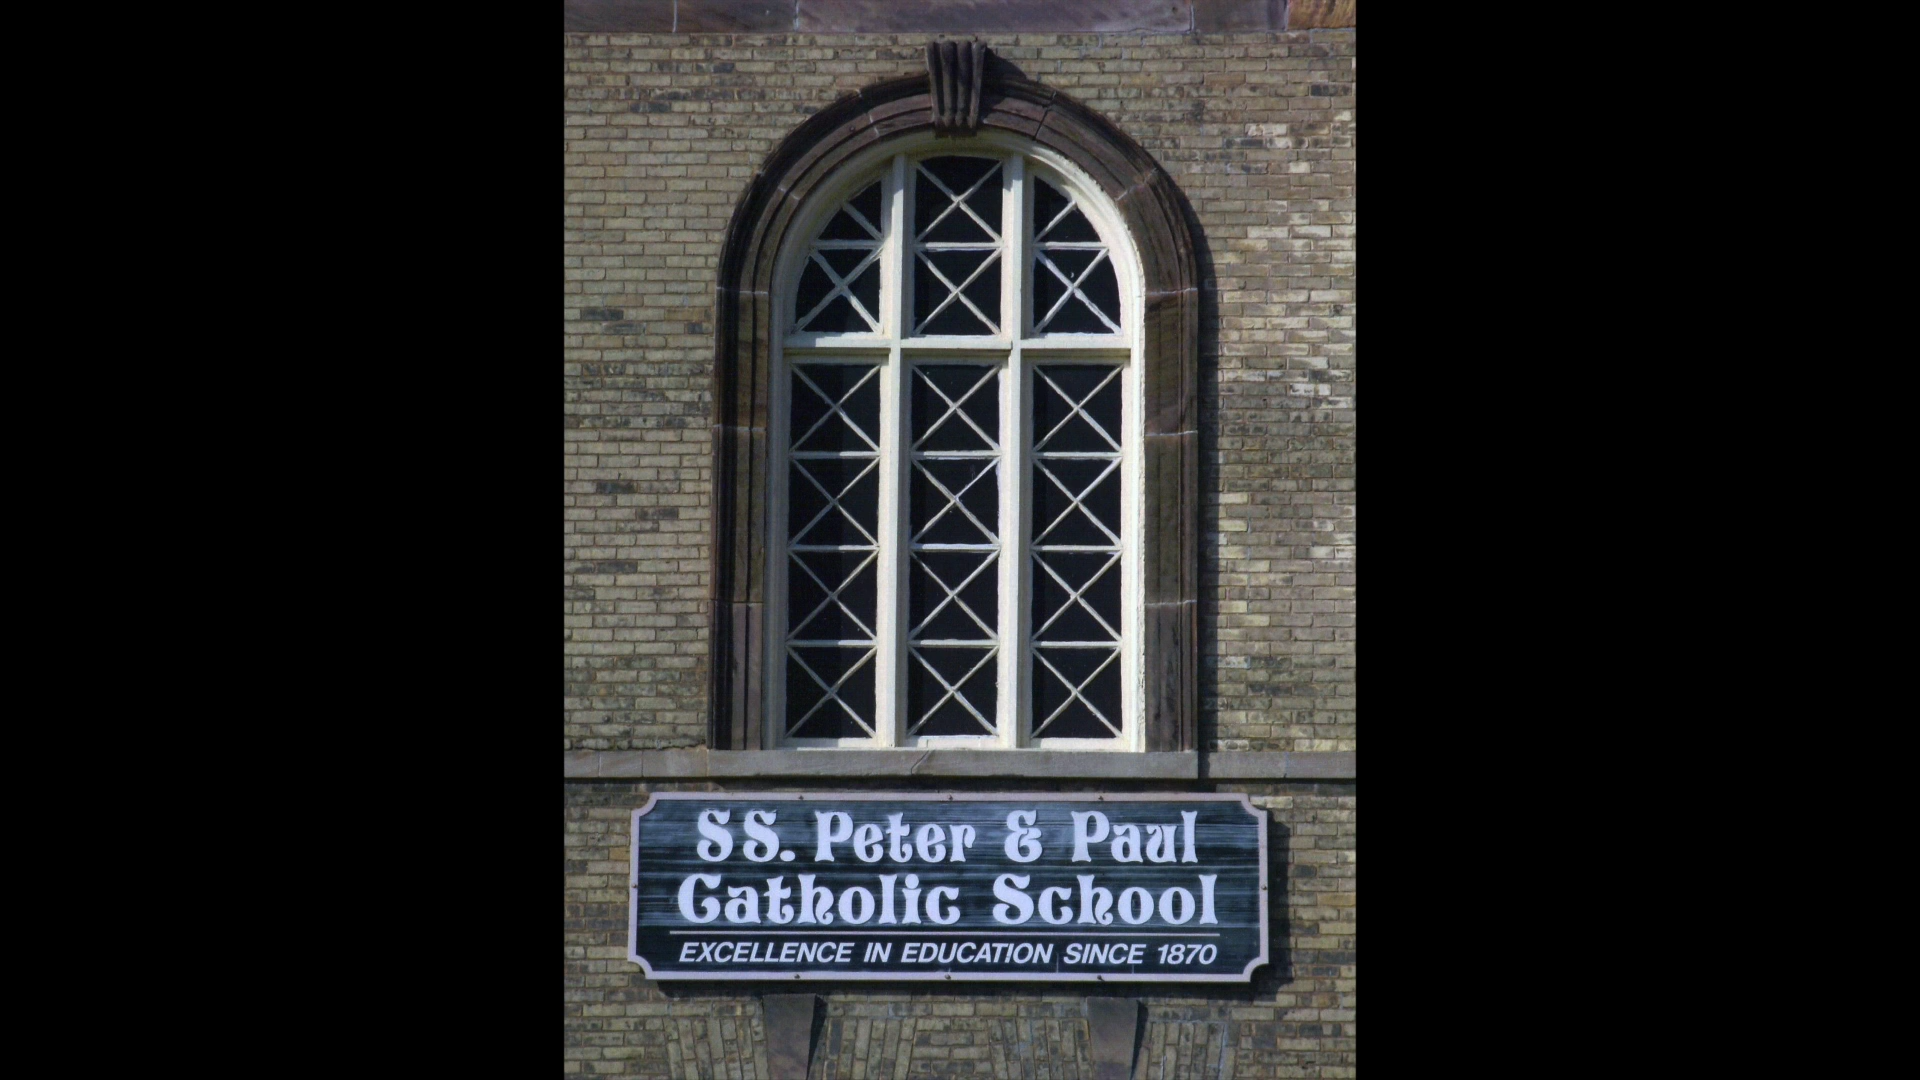 SS. Peter & Paul
Catholic School
EXCELLENCE IN EDUCATION SINCE 1870